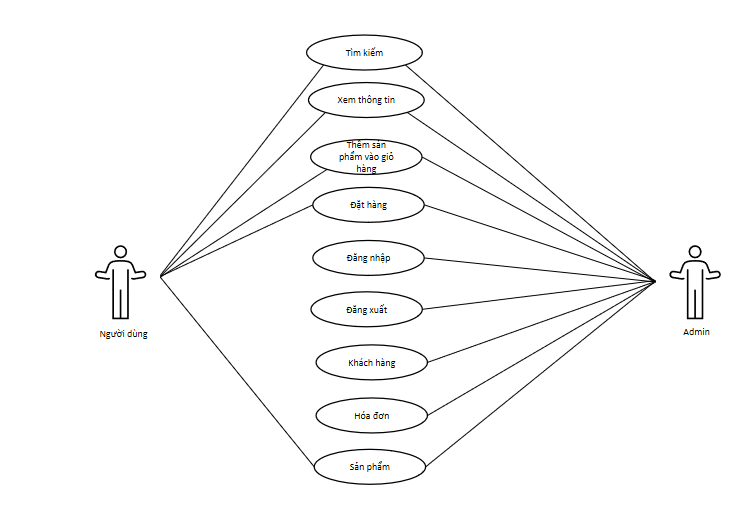 Tìm kiếm
Xem thông tin
Thêm sản
phẩm vào giỏ
hàng
Đặt hàng
Đăng nhập
Đăng xuất
Khách hàng
Hóa đơn
Sản phẩm
Người dùng
Admin